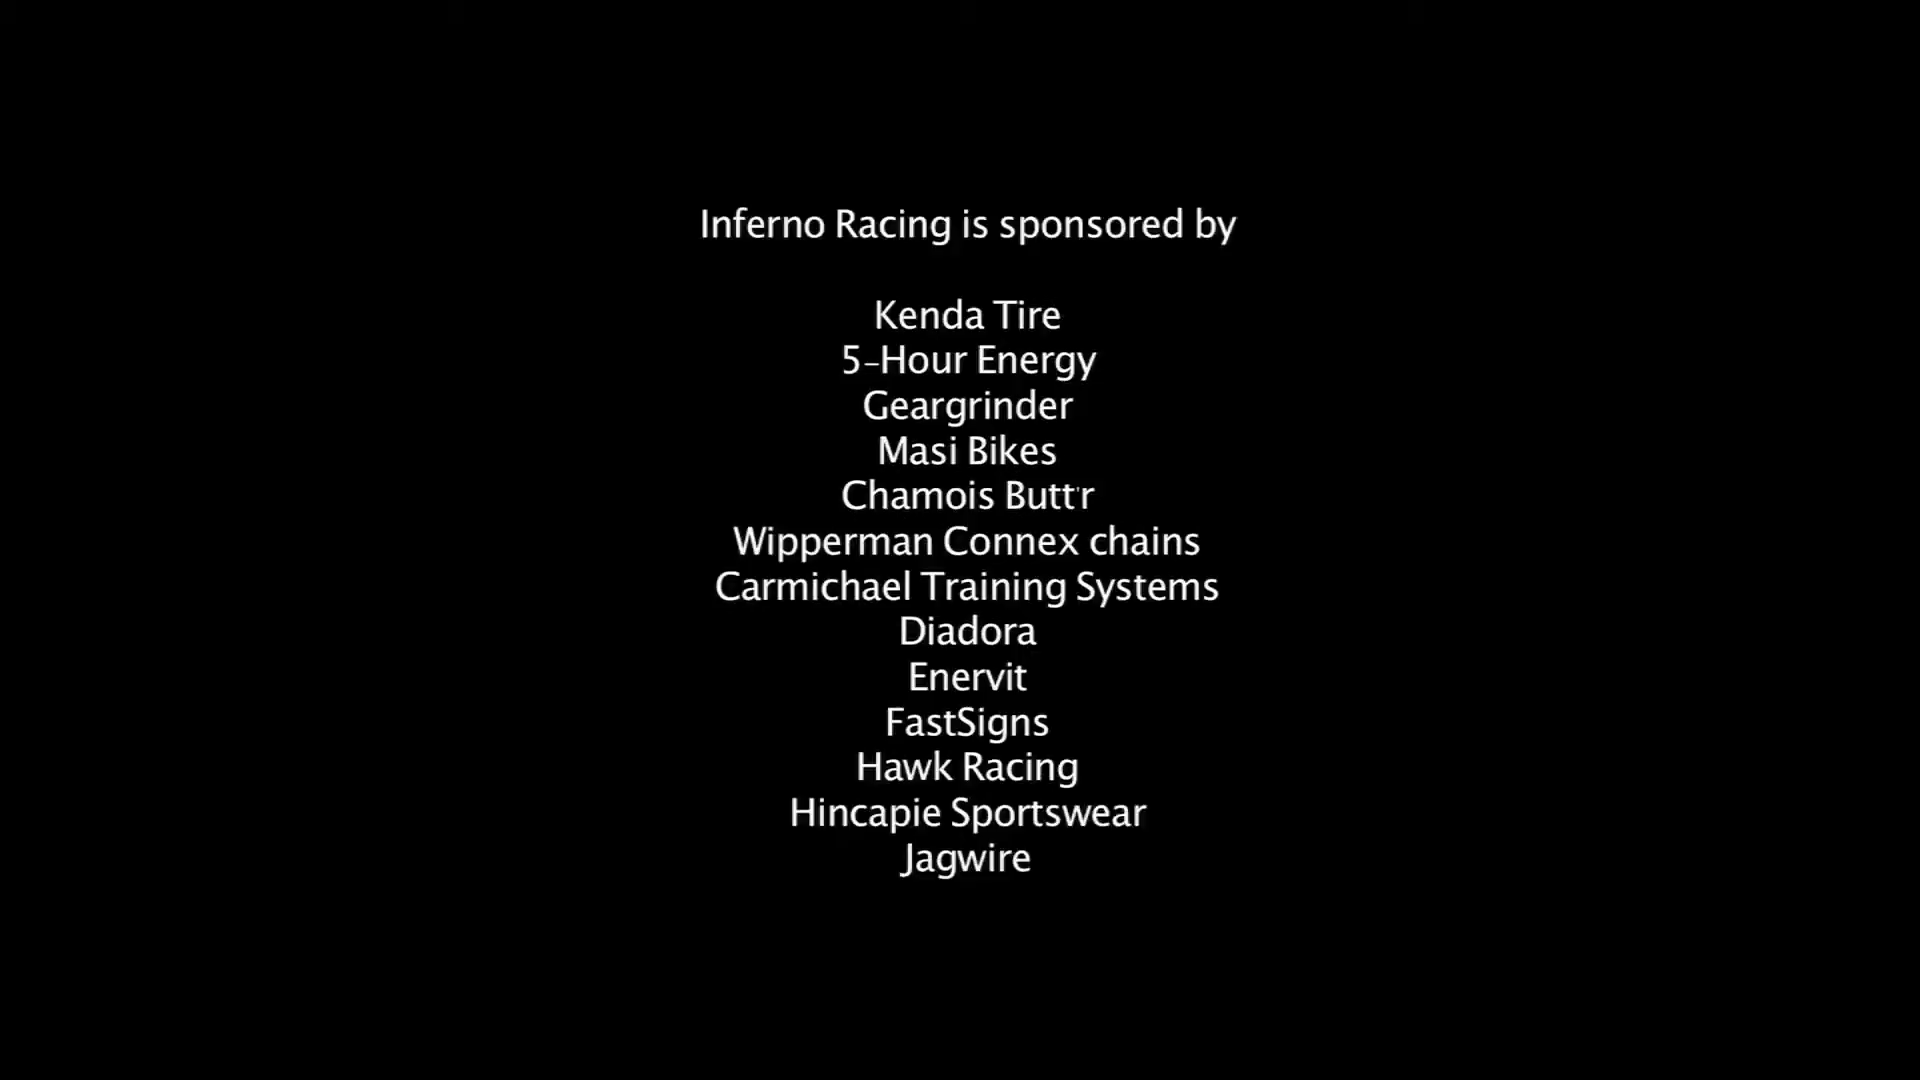 Inferno Racing is sponsored by
Kenda Tire
5-Hour Energy
Geargrinder
Masi Bikes
Chamois Butt'r
Wipperman Connex chains
Carmichael Training Systems
Diadora
Enervit
FastSigns
Hawk Racing
Hincapie Sportswear
Jagwire